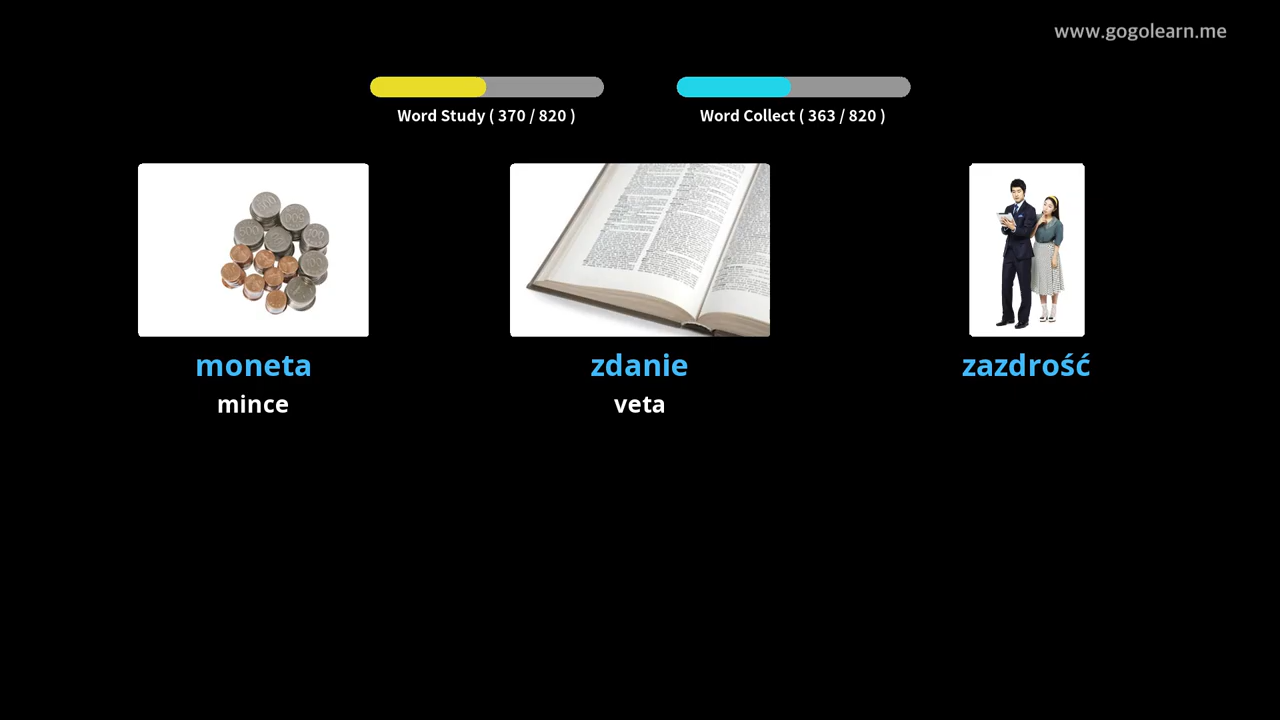 www.gogolearn.me
Word Study ( 370 / 820 )
Word Collect ( 363 / 820 )
moneta
zdanie
zazdrość
mince
veta